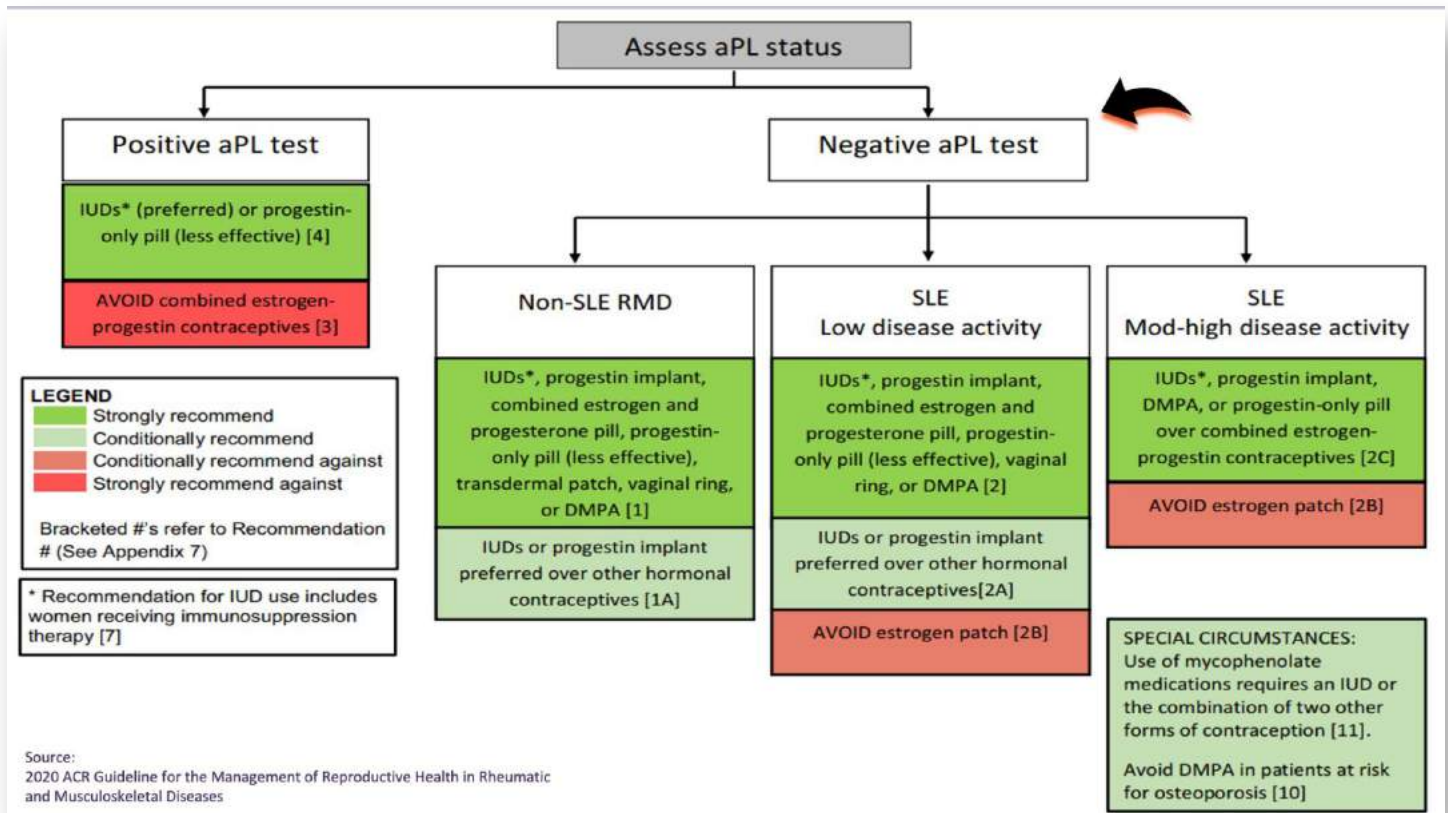 Assess aPL status
Positive aPL test
IUDs* (preferred) or progestin-
only pill (less effective) [4]
AVOID combined estrogen-
progestin contraceptives [3]
Negative aPL test
Non-SLE RMD
IUDs*, progestin implant,
combined estrogen and
progesterone pill, progestin-
only pill (less effective),
transdermal patch, vaginal ring,
or DMPA [1]
IUDs or progestin implant
preferred over other hormonal
contraceptives [1A]
SLE
Low disease activity
IUDs*, progestin implant,
combined estrogen and
progesterone pill, progestin-
only pill (less effective), vaginal
ring, or DMPA [2]
IUDs or progestin implant
preferred over other hormonal
contraceptives[2A]
AVOID estrogen patch [2B]
SLE
Mod-high disease activity
IUDs*, progestin implant,
DMPA, or progestin-only pill
over combined estrogen-
progestin contraceptives [2C]
AVOID estrogen patch [2B]
LEGEND
Strongly recommend
Conditionally recommend
Conditionally recommend against
Strongly recommend against
Bracketed #'s refer to Recommendation
# (See Appendix 7)
* Recommendation for IUD use includes
women receiving immunosuppression
therapy [7]
SPECIAL CIRCUMSTANCES:
Use of mycophenolate
medications requires an IUD or
the combination of two other
forms of contraception [11].
Avoid DMPA in patients at risk
for osteoporosis [10]
Source:
2020 ACR Guideline for the Management of Reproductive Health in Rheumatic
and Musculoskeletal Diseases